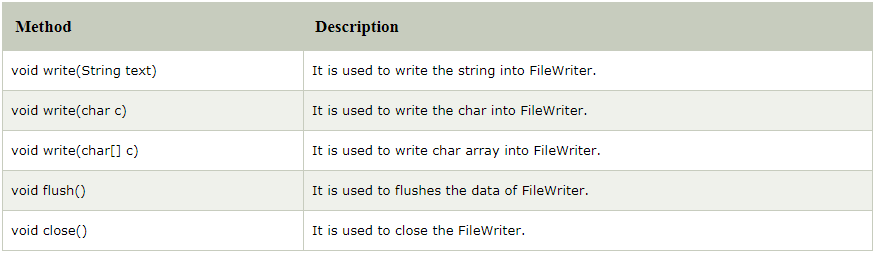 Method Description
void write(String text) It is used to write the string into FileWriter.
void write(char c) It is used to write the char into FileWriter.
void write(char[] c) It is used to write char array into FileWriter.
void flush() It is used to flushes the data of FileWriter.
void close() It is used to close the FileWriter.